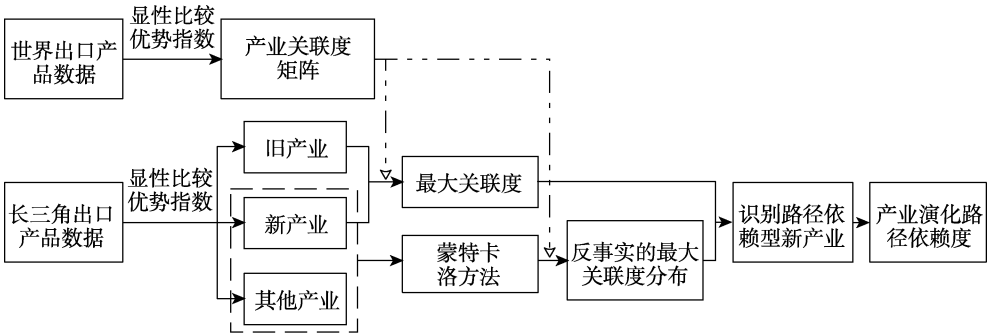 世界出口产
品数据
显性比较
优势指数
产业关联度
矩阵
长三角出口
产品数据
显性比较
优势指数
旧产业
新产业
其他产业
最大关联度
蒙特卡
洛方法
反事实的最大
关联度分布
识别路径依
赖型新产业
产业演化路
径依赖度